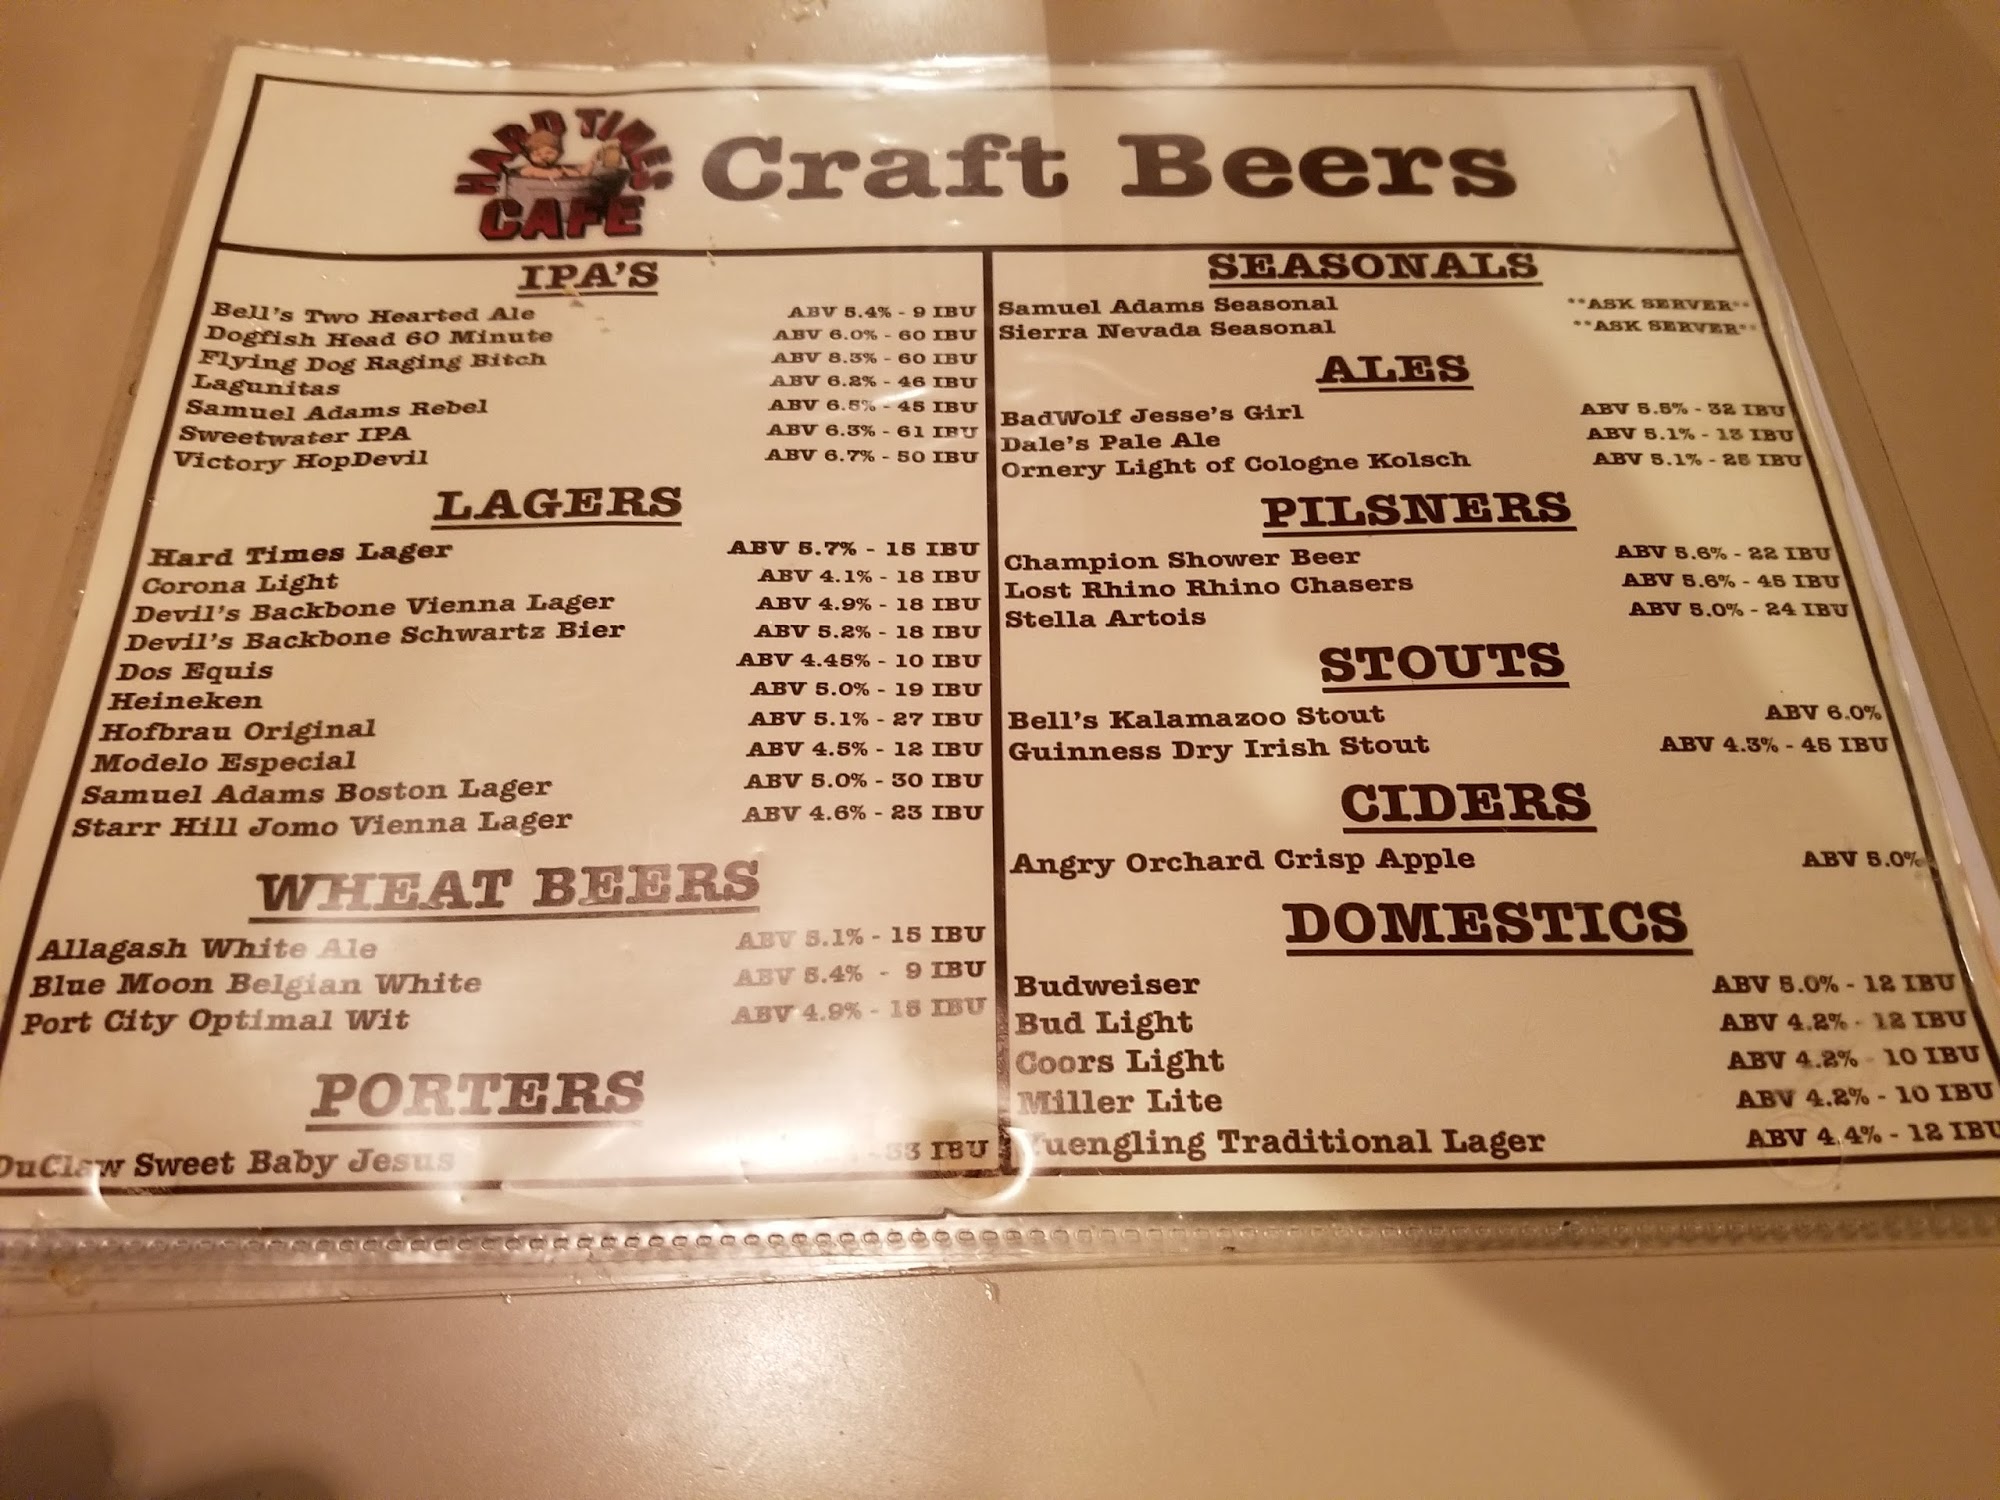 HARD TIMES
CAFE
Craft Beers
IPA'S
Bell's Two Hearted Ale ABV 5.4% - 9 IBU
Dogfish Head 60 Minute ABV 6.0% - 60 IBU
Flying Dog Raging Bitch ABV 8.3% - 60 IBU
Lagunitas ABV 6.2% - 46 IBU
Samuel Adams Rebel ABV 6.5% - 45 IBU
Sweetwater IPA ABV 6.3% - 61 IBU
Victory HopDevil ABV 6.7% - 50 IBU
LAGERS
Hard Times Lager ABV 5.7% - 15 IBU
Corona Light ABV 4.1% - 18 IBU
Devil's Backbone Vienna Lager ABV 4.9% - 18 IBU
Devil's Backbone Schwartz Bier ABV 5.2% - 18 IBU
Dos Equis ABV 4.45% - 10 IBU
Heineken ABV 5.0% - 19 IBU
Hofbrau Original ABV 5.1% - 27 IBU
Modelo Especial ABV 4.5% - 12 IBU
Samuel Adams Boston Lager ABV 5.0% - 30 IBU
Starr Hill Jomo Vienna Lager ABV 4.6% - 23 IBU
WHEAT BEERS
Allagash White Ale ABV 5.1% - 15 IBU
Blue Moon Belgian White ABV 5.4% - 9 IBU
Port City Optimal Wit ABV 4.9% - 15 IBU
PORTERS
DuClaw Sweet Baby Jesus 33 IBU
SEASONALS
Samuel Adams Seasonal **ASK SERVER**
Sierra Nevada Seasonal **ASK SERVER**
ALES
BadWolf Jesse's Girl ABV 5.5% - 32 IBU
Dale's Pale Ale ABV 5.1% - 13 IBU
Ornery Light of Cologne Kolsch ABV 5.1% - 25 IBU
PILSNERS
Champion Shower Beer ABV 5.6% - 22 IBU
Lost Rhino Rhino Chasers ABV 5.6% - 45 IBU
Stella Artois ABV 5.0% - 24 IBU
STOUTS
Bell's Kalamazoo Stout ABV 6.0%
Guinness Dry Irish Stout ABV 4.3% - 45 IBU
CIDERS
Angry Orchard Crisp Apple ABV 5.0%
DOMESTICS
Budweiser ABV 5.0% - 12 IBU
Bud Light ABV 4.2% - 12 IBU
Coors Light ABV 4.2% - 10 IBU
Miller Lite ABV 4.2% - 10 IBU
Yuengling Traditional Lager ABV 4.4% - 12 IBU